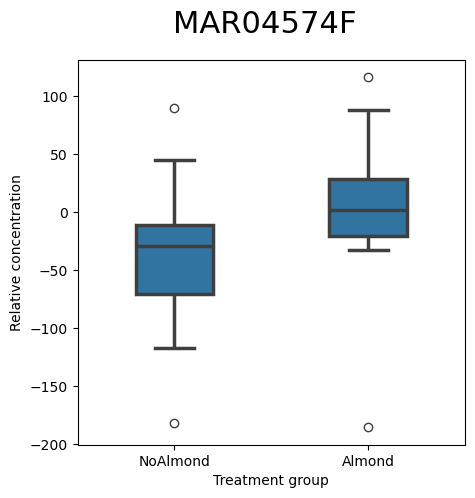 MAR04574F
100
50
0
−50
−100
−150
−200
Relative concentration
NoAlmond
Almond
Treatment group